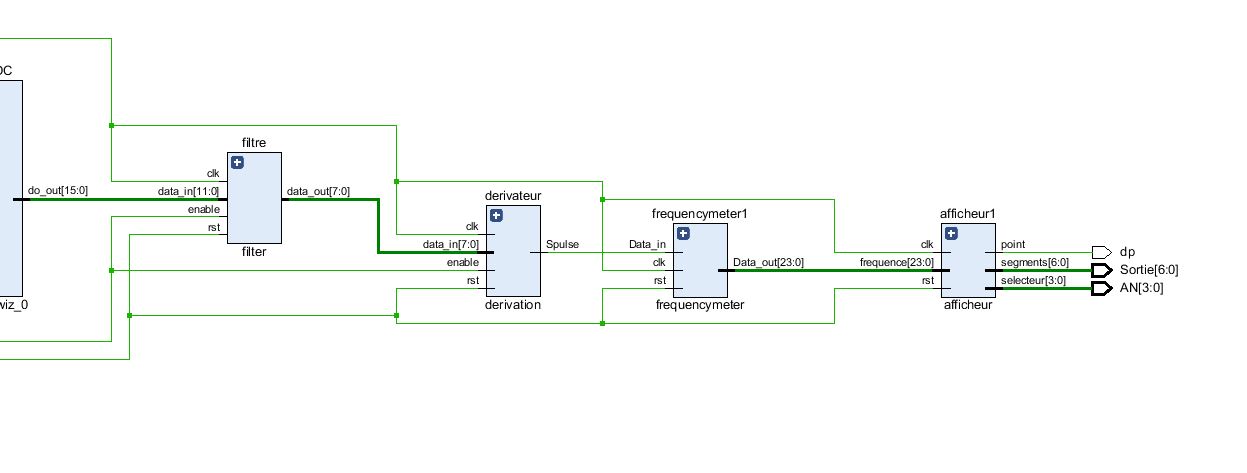 DC
filtre
clk
do_out[15:0]
data_in[11:0]
data_out[7:0]
enable
rst
filter
wiz_0
derivateur
clk
data_in[7:0]
Spulse
enable
rst
derivation
frequencymeter1
Data_in
clk
Data_out[23:0]
rst
frequencymeter
afficheur1
clk
point
frequence[23:0]
segments[6:0]
rst
selecteur[3:0]
afficheur
dp
Sortie[6:0]
AN[3:0]